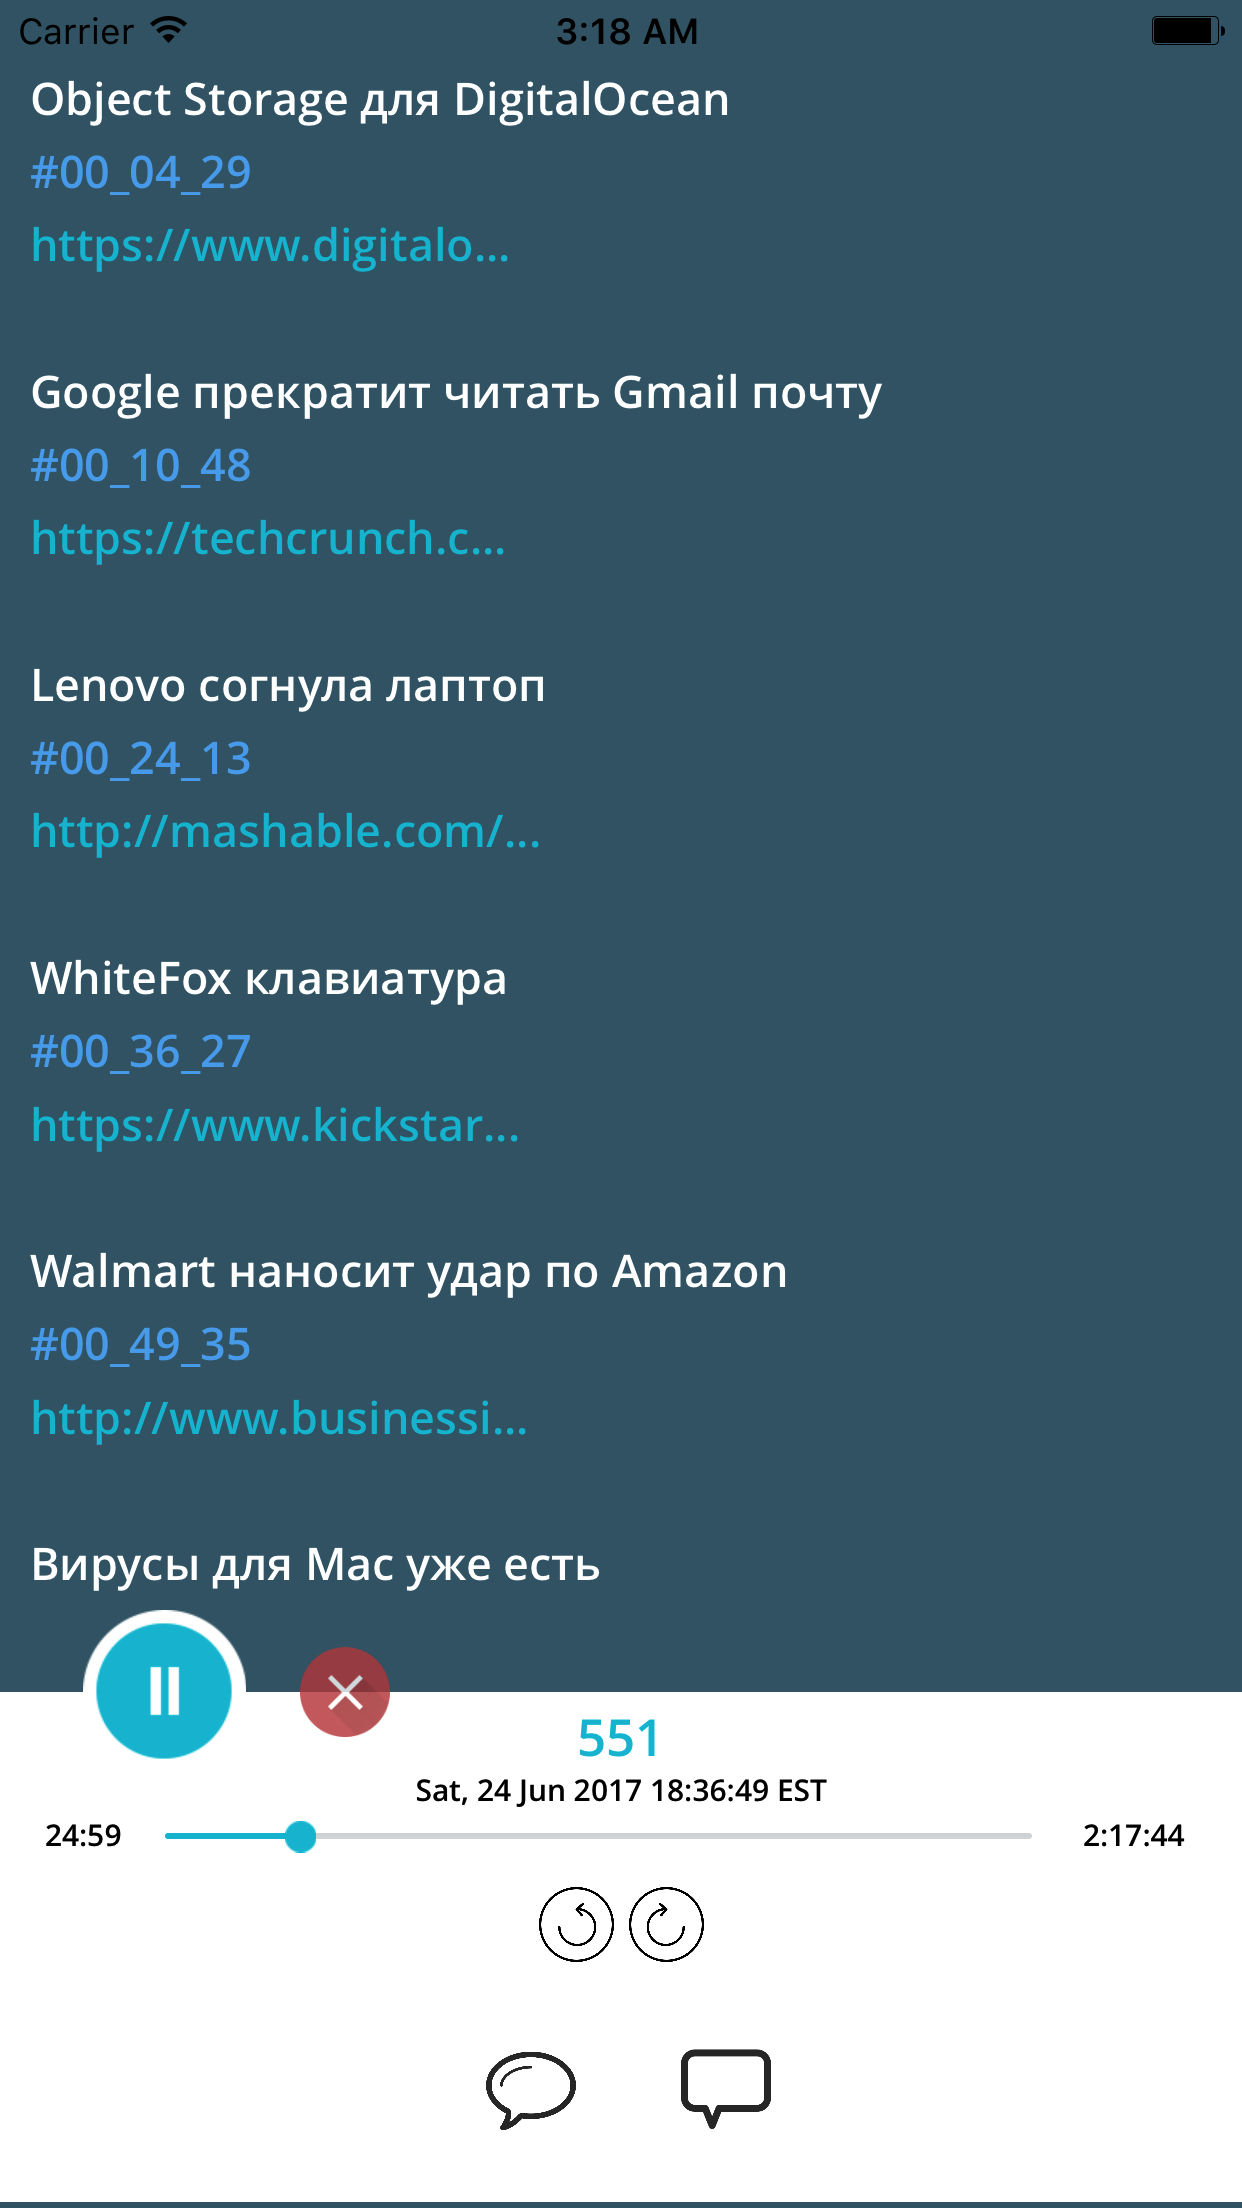 Carrier 3:18 AM
Object Storage для DigitalOcean
#00_04_29
https://www.digitalo...
Google прекратит читать Gmail почту
#00_10_48
https://techcrunch.c...
Lenovo согнула лаптоп
#00_24_13
http://mashable.com/...
WhiteFox клавиатура
#00_36_27
https://www.kickstar...
Walmart наносит удар по Amazon
#00_49_35
http://www.businessi...
Вирусы для Mac уже есть
551
Sat, 24 Jun 2017 18:36:49 EST
24:59 2:17:44